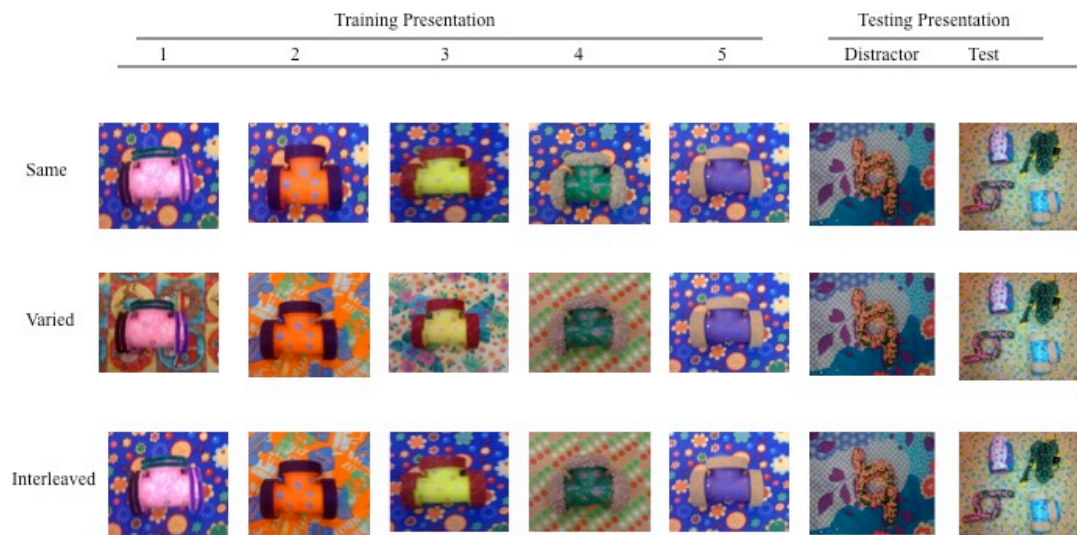 Training Presentation Testing Presentation
1 2 3 4 5 Distractor Test
Same
Varied
Interleaved